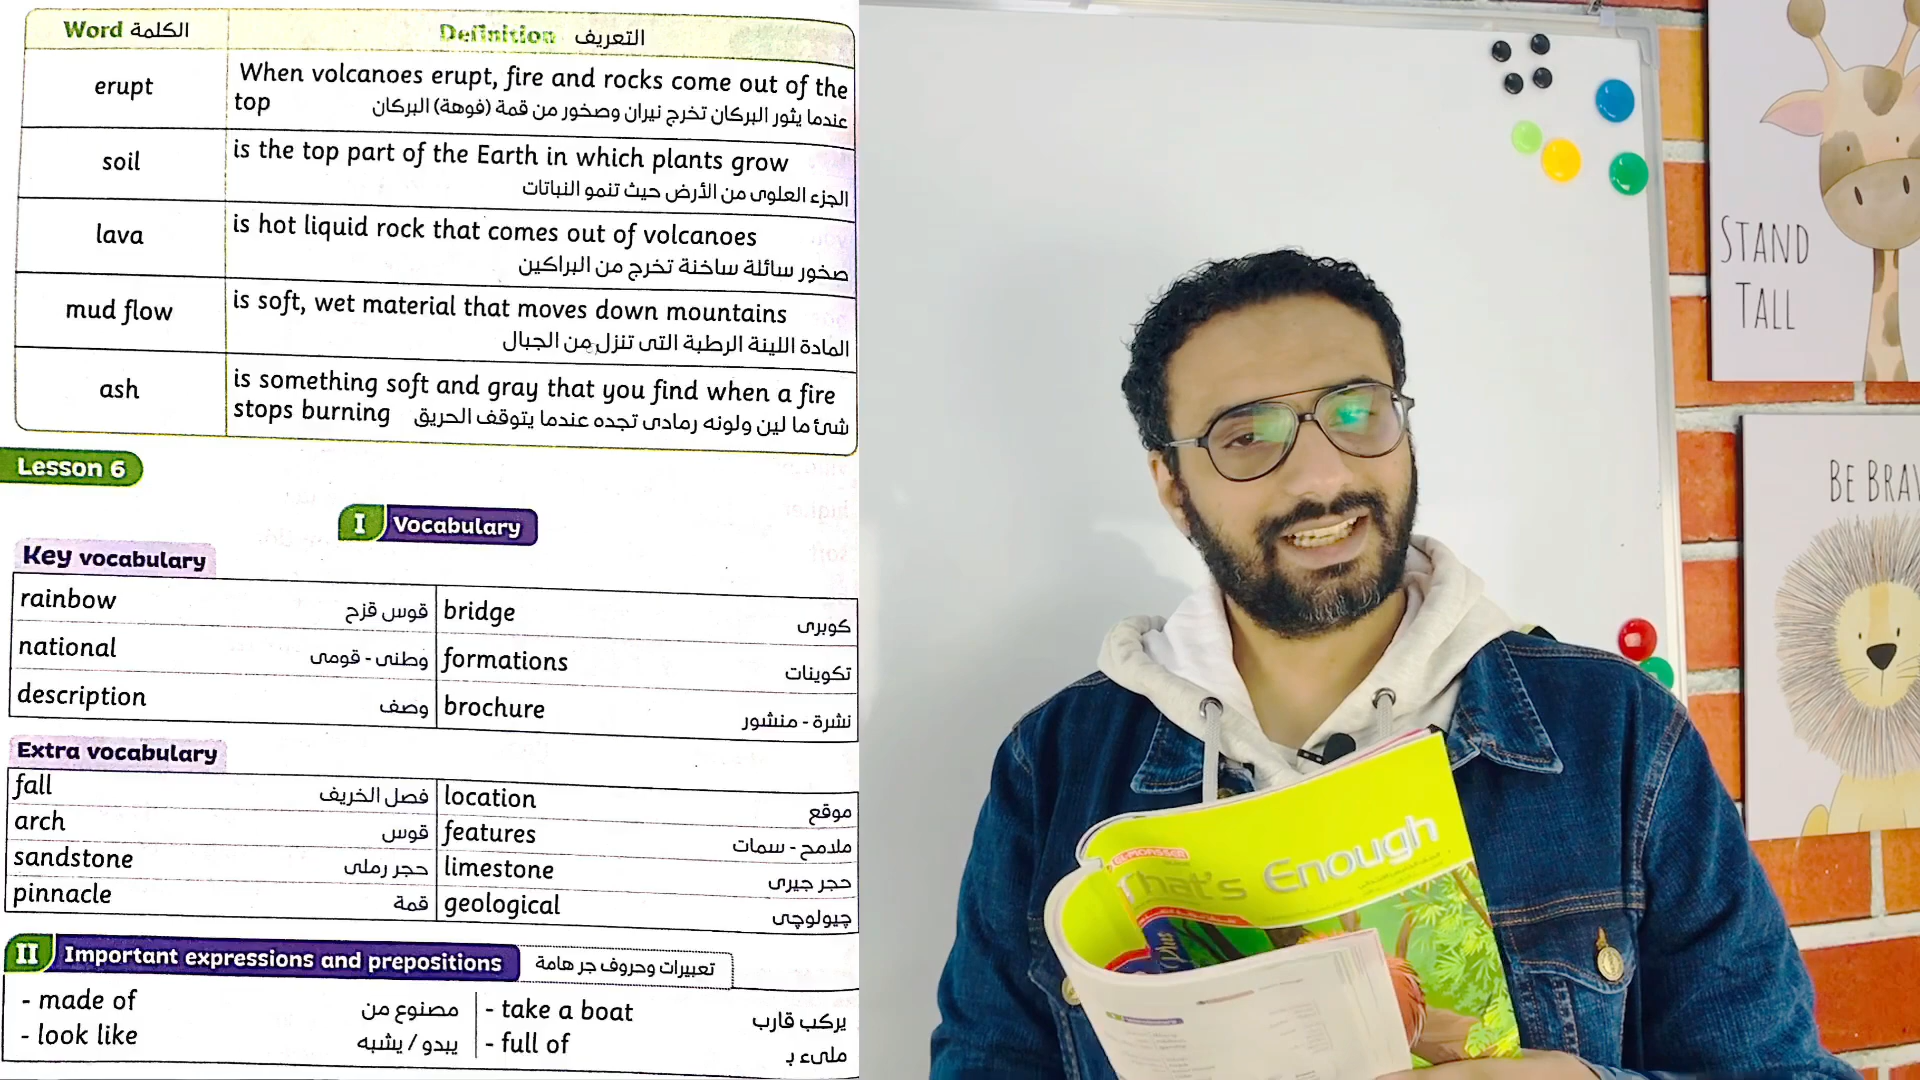 Word الكلمة
Definition التعريف
erupt
When volcanoes erupt, fire and rocks come out of the
top عندما يثور البركان تخرج نيران وصخور من قمة (فوهة) البركان
soil
is the top part of the Earth in which plants grow
الجزء العلوى من الأرض حيث تنمو النباتات
lava
is hot liquid rock that comes out of volcanoes
صخور سائلة ساخنة تخرج من البراكين
mud flow
is soft, wet material that moves down mountains
المادة اللينة الرطبة التى تنزل من الجبال
ash
is something soft and gray that you find when a fire
stops burning شئ ما لين ولونه رمادى تجده عندما يتوقف الحريق
Lesson 6
I Vocabulary
Key vocabulary
rainbow قوس قزح bridge كوبرى
national وطنى - قومى formations تكوينات
description وصف brochure نشرة - منشور
Extra vocabulary
fall فصل الخريف location موقع
arch قوس features ملامح - سمات
sandstone حجر رملى limestone حجر جيرى
pinnacle قمة geological چيولوچى
II Important expressions and prepositions تعبيرات وحروف جر هامة
- made of مصنوع من - take a boat يركب قارب
- look like يبدو / يشبه - full of ملىء بـ
STAND
TALL
BE BRAV
EL-MOASSER
That's Enough
Plus